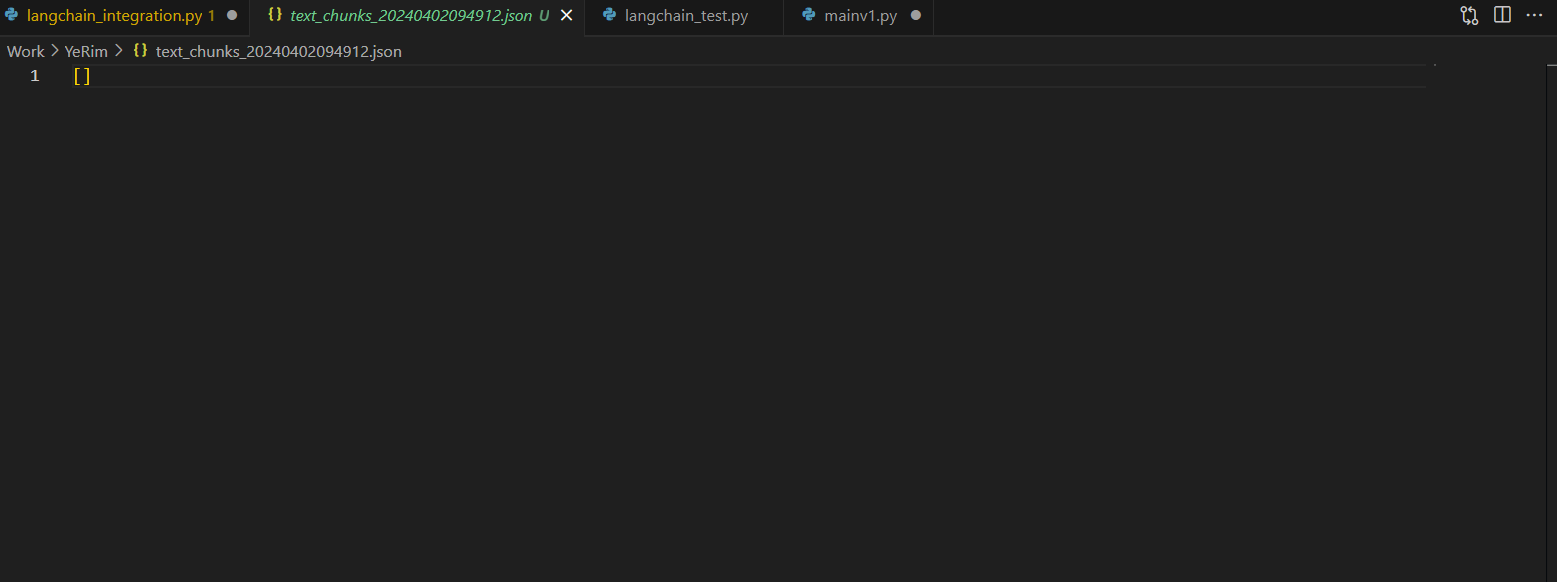 langchain_integration.py 1 {} text_chunks_20240402094912.json U langchain_test.py mainv1.py
Work > YeRim > {} text_chunks_20240402094912.json
1 []